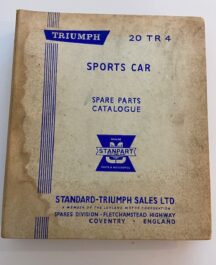 TRIUMPH
20 TR 4
SPORTS CAR
SPARE PARTS
CATALOGUE
STANPART
STANDARD-TRIUMPH SALES LTD.
A MEMBER OF THE LEYLAND MOTOR CORPORATION
SPARES DIVISION - FLETCHAMSTEAD HIGHWAY
COVENTRY - ENGLAND